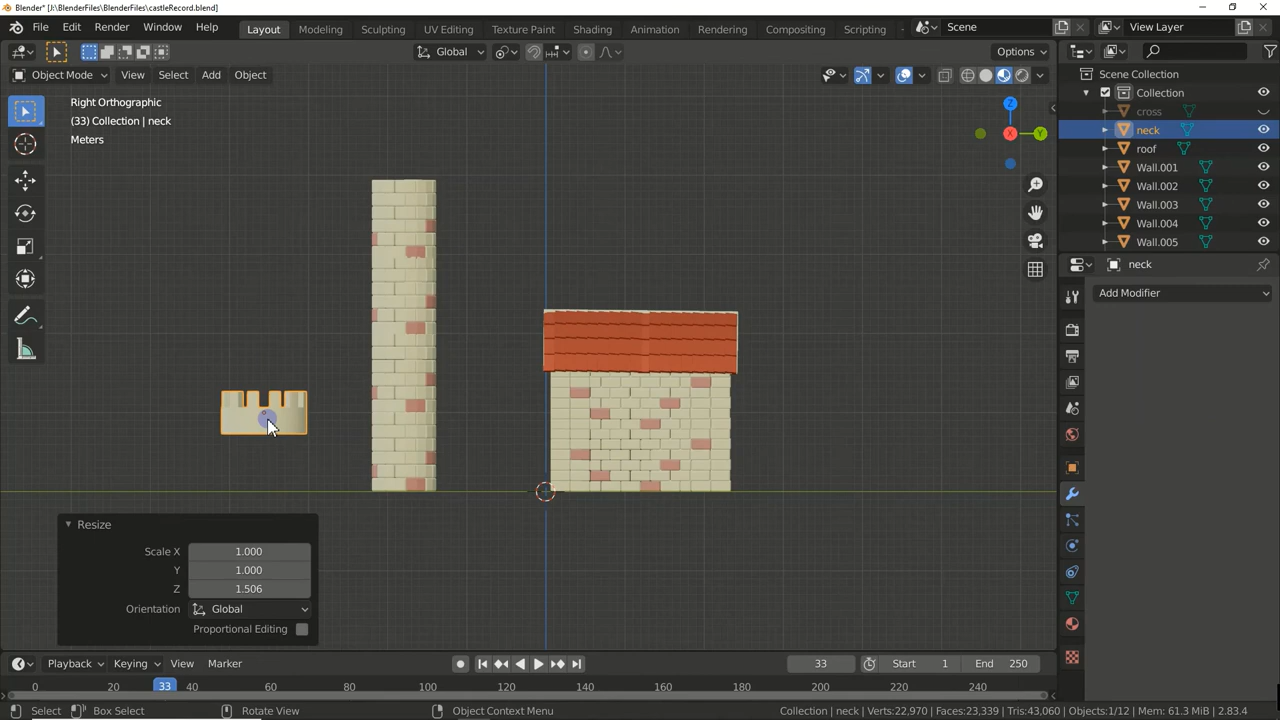 Blender* [J:\BlenderFiles\BlenderFiles\castleRecord.blend]
File Edit Render Window Help Layout Modeling Sculpting UV Editing Texture Paint Shading Animation Rendering Compositing Scripting Scene View Layer
Global Options
Object Mode View Select Add Object
Right Orthographic
(33) Collection | neck
Meters
Z
Y
X
Scene Collection
Collection
cross
neck
roof
Wall.001
Wall.002
Wall.003
Wall.004
Wall.005
neck
Add Modifier
Resize
Scale X 1.000
Y 1.000
Z 1.506
Orientation Global
Proportional Editing
Playback Keying View Marker 33 Start 1 End 250
0 20 33 40 60 80 100 120 140 160 180 200 220 240
Select Box Select Rotate View Object Context Menu Collection | neck | Verts:22,970 | Faces:23,339 | Tris:43,060 | Objects:1/12 | Mem: 61.3 MiB | 2.83.4